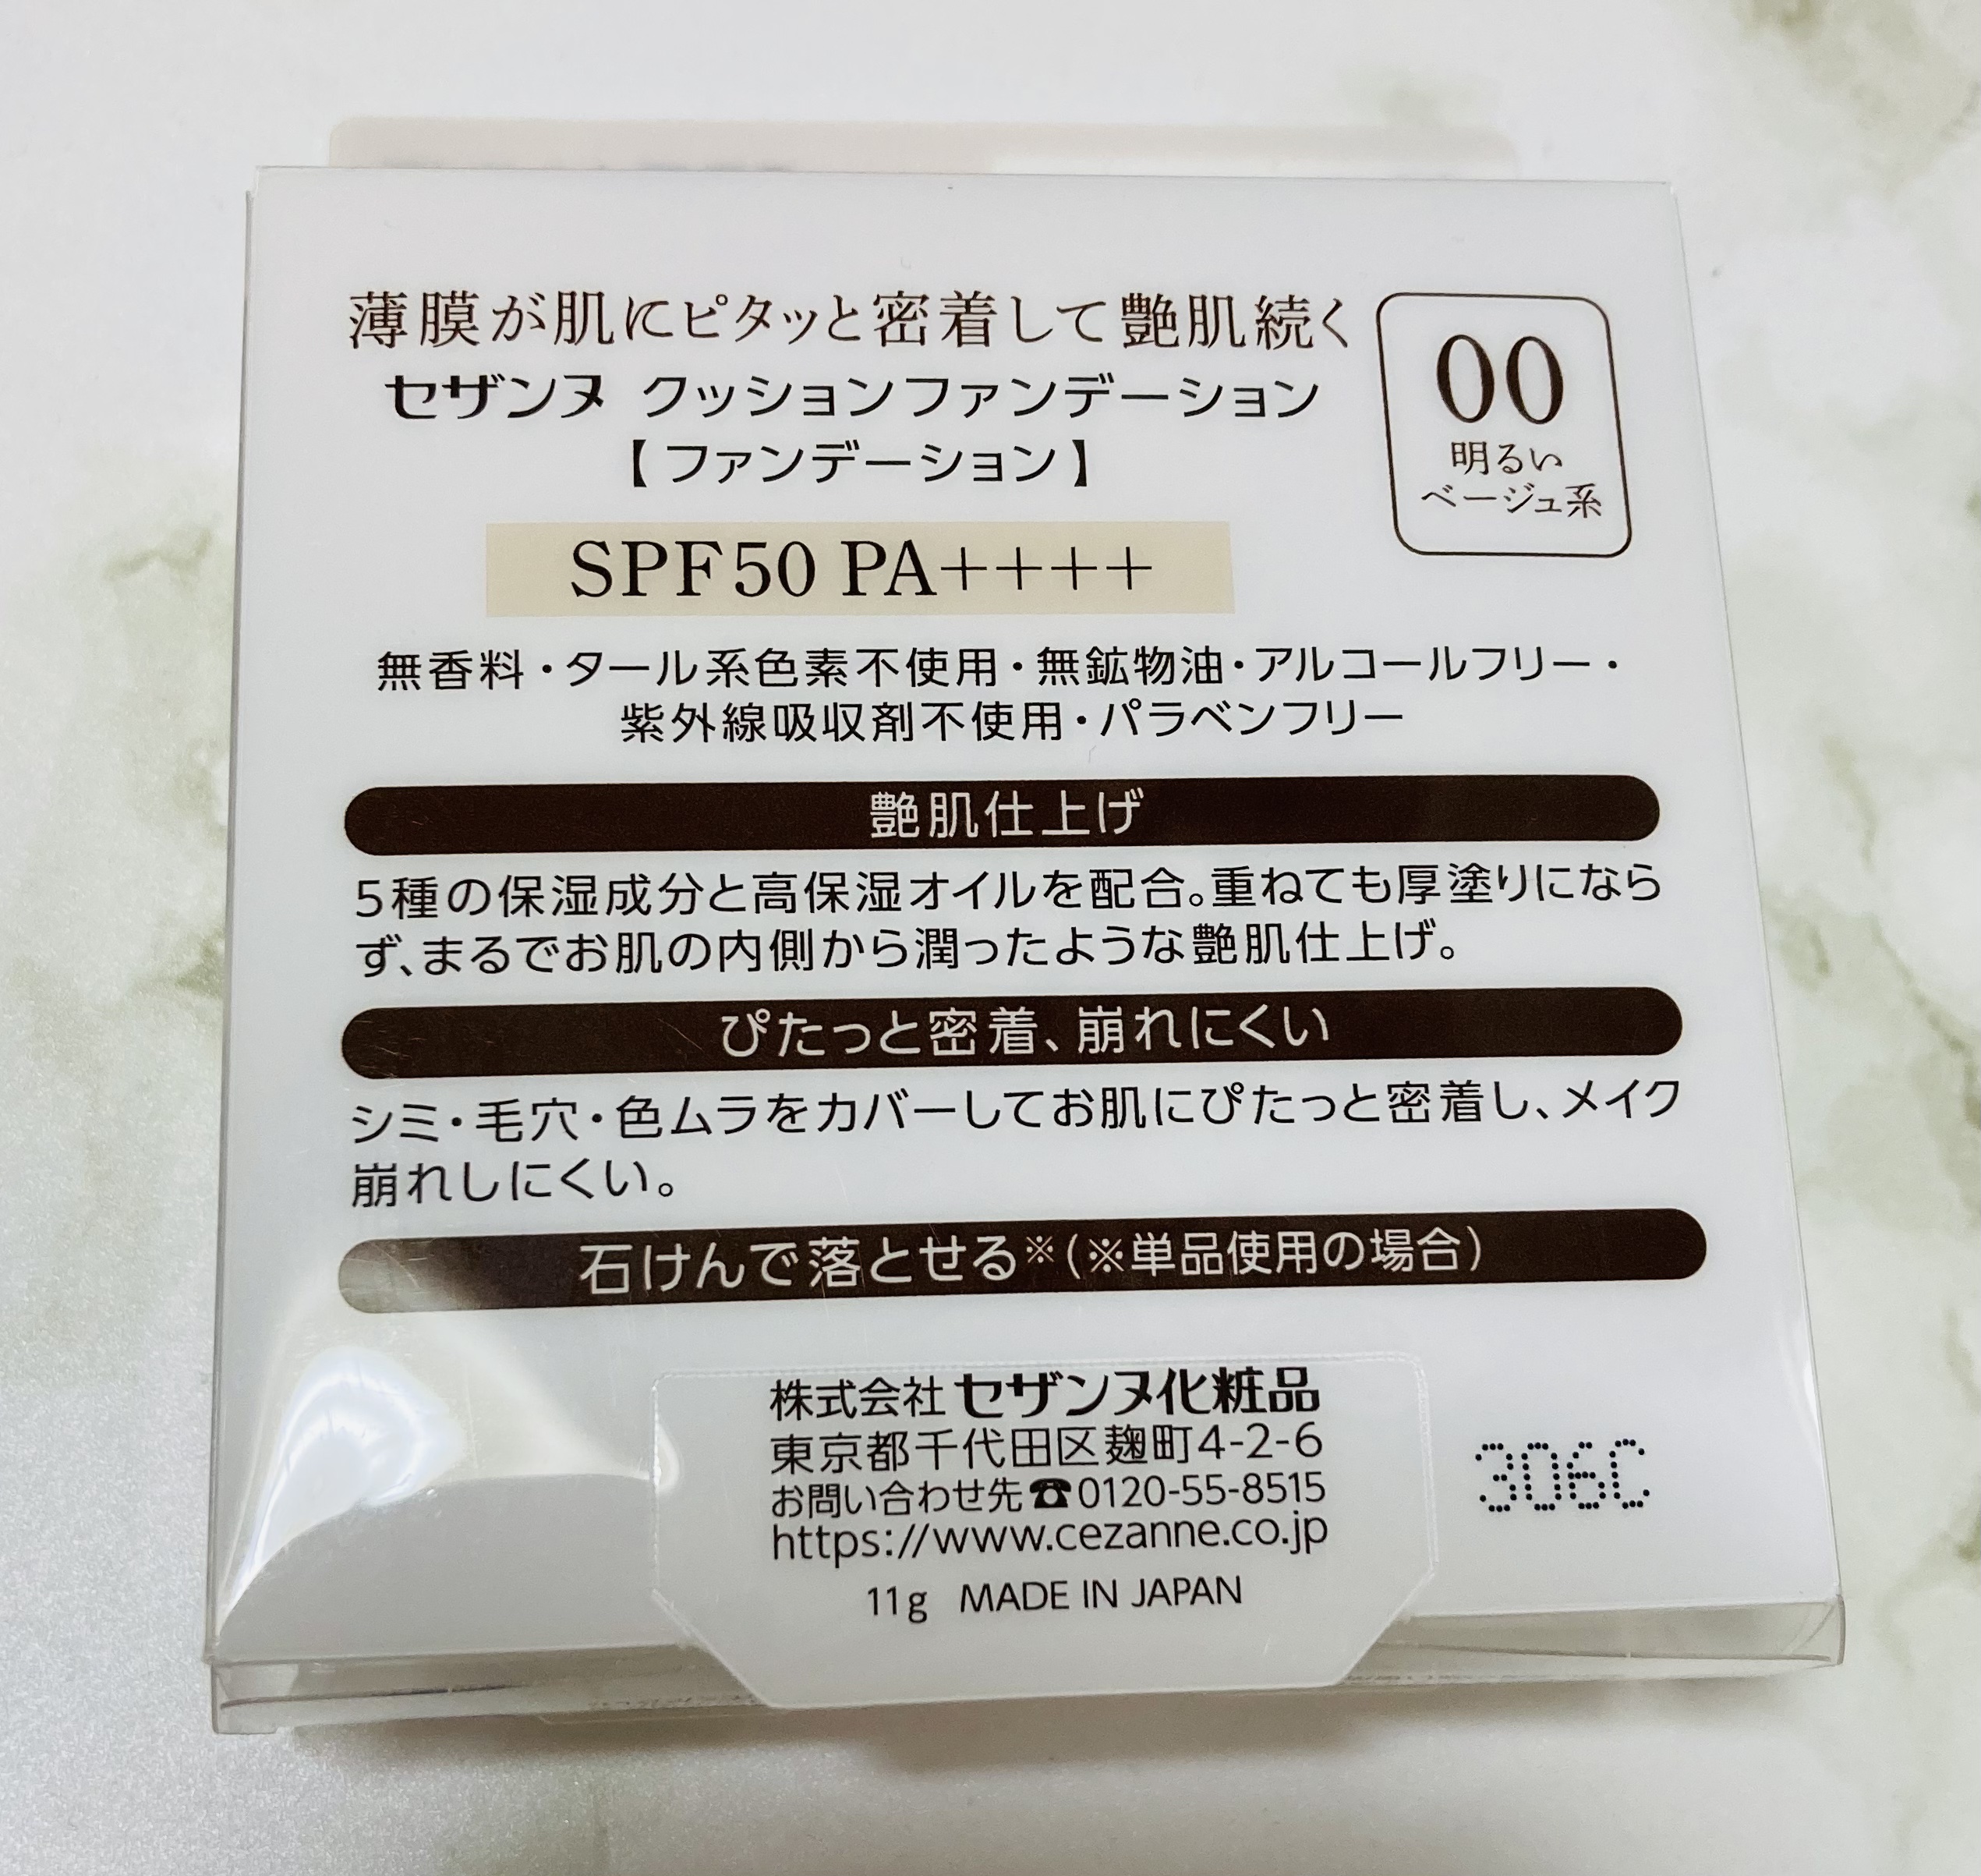 薄膜が肌にピタッと密着して艶肌続く
セザンヌ クッションファンデーション
【ファンデーション】
00
明るい
ベージュ系
SPF50 PA++++
無香料・タール系色素不使用・無鉱物油・アルコールフリー・
紫外線吸収剤不使用・パラベンフリー
艶肌仕上げ
5種の保湿成分と高保湿オイルを配合。重ねても厚塗りになら
ず、まるでお肌の内側から潤ったような艶肌仕上げ。
ぴたっと密着、崩れにくい
シミ・毛穴・色ムラをカバーしてお肌にぴたっと密着し、メイク
崩れしにくい。
石けんで落とせる※(※単品使用の場合)
株式会社 セザンヌ化粧品
東京都千代田区麹町4-2-6
お問い合わせ先☎0120-55-8515
https://www.cezanne.co.jp
11g MADE IN JAPAN
306C